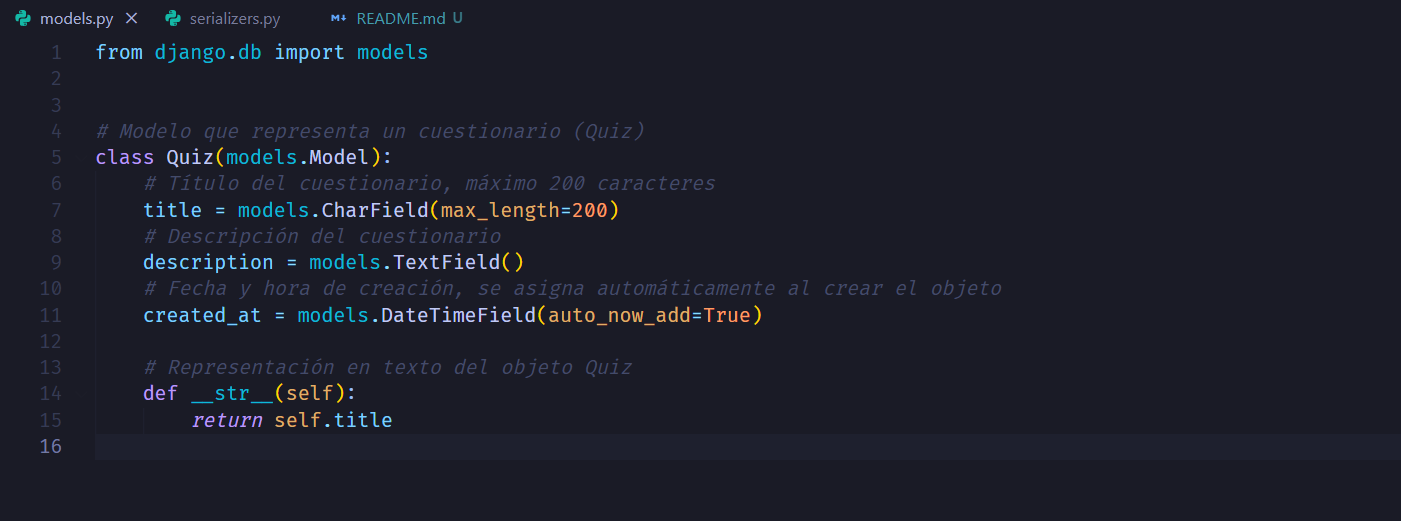 models.py × serializers.py README.md U
1 from django.db import models
2
3
4 # Modelo que representa un cuestionario (Quiz)
5 class Quiz(models.Model):
6     # Título del cuestionario, máximo 200 caracteres
7     title = models.CharField(max_length=200)
8     # Descripción del cuestionario
9     description = models.TextField()
10     # Fecha y hora de creación, se asigna automáticamente al crear el objeto
11     created_at = models.DateTimeField(auto_now_add=True)
12
13     # Representación en texto del objeto Quiz
14     def __str__(self):
15         return self.title
16